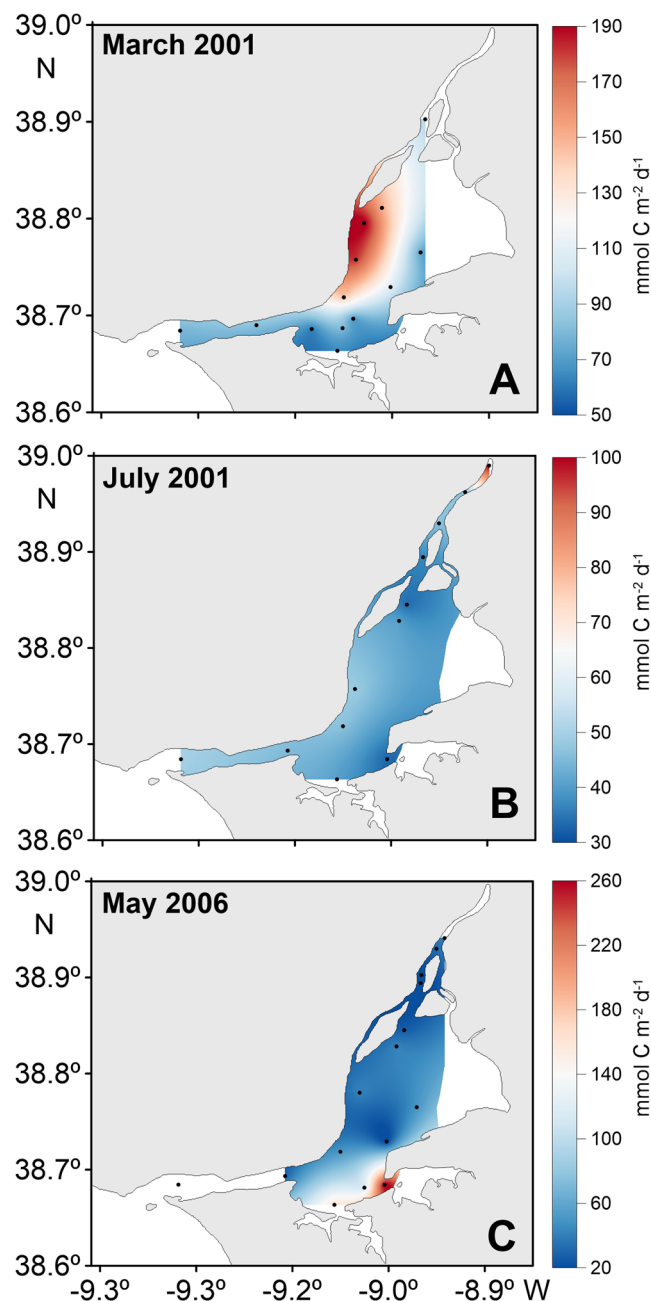 39.0º
N
March 2001
38.9º
38.8º
38.7º
38.6º
A
190
170
150
130
110
90
70
50
mmol C m-2 d-1
39.0º
N
July 2001
38.9º
38.8º
38.7º
38.6º
B
100
90
80
70
60
50
40
30
mmol C m-2 d-1
39.0º
N
May 2006
38.9º
38.8º
38.7º
38.6º
C
260
220
180
140
100
60
20
mmol C m-2 d-1
-9.3º -9.3º -9.2º -9.0º -8.9º W